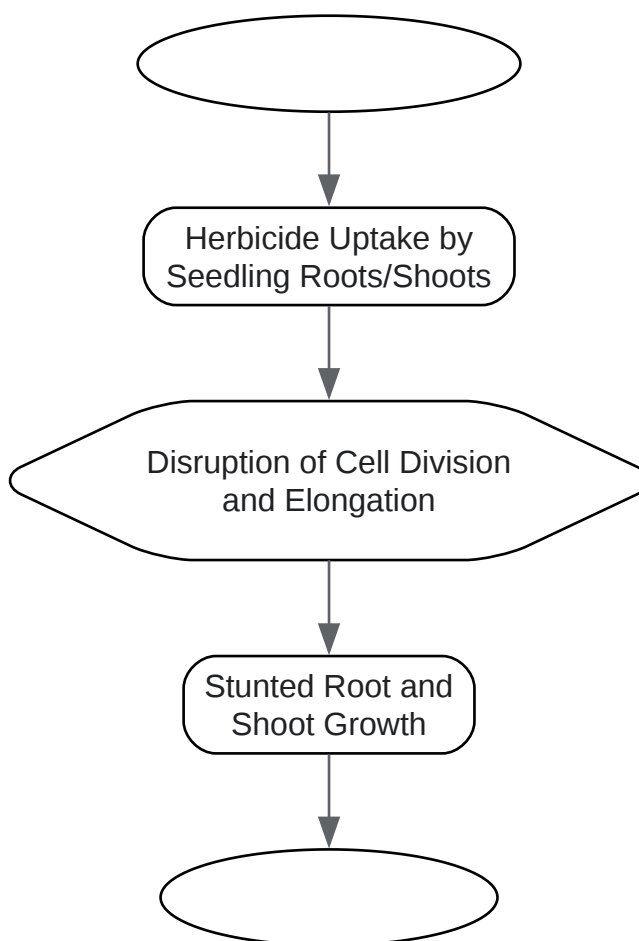 Herbicide Uptake by
Seedling Roots/Shoots
Disruption of Cell Division
and Elongation
Stunted Root and
Shoot Growth